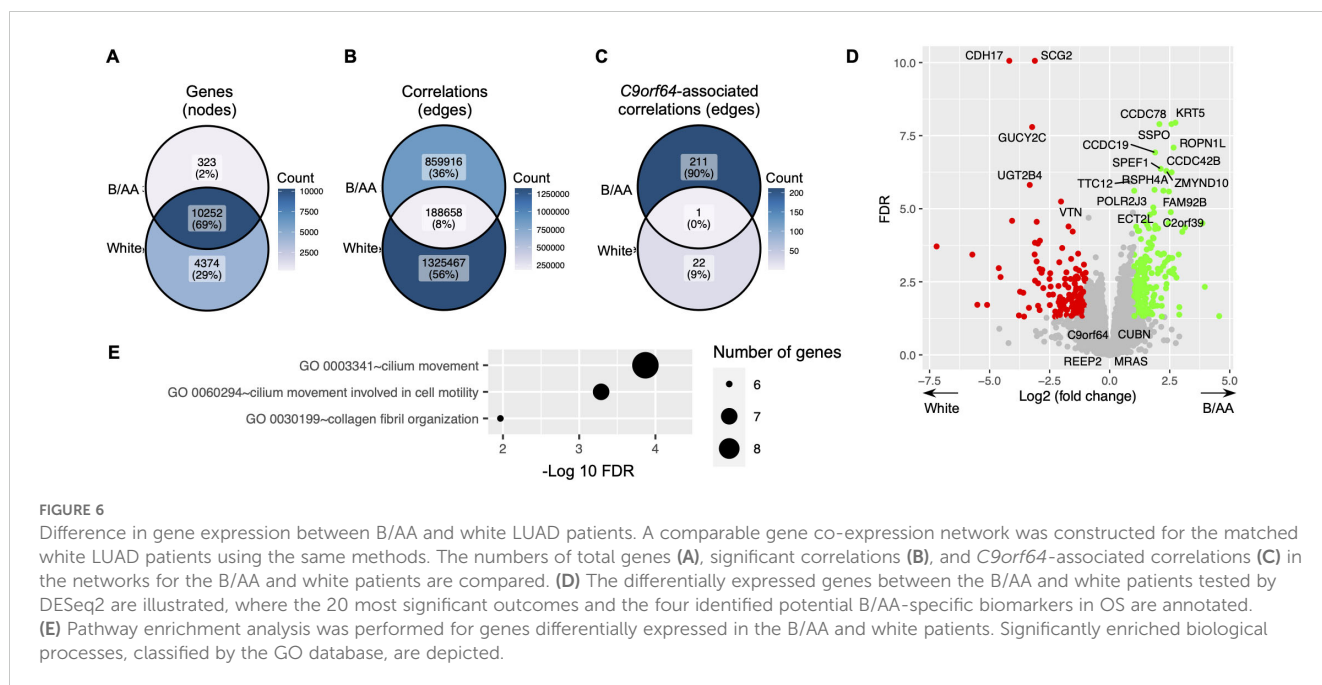 A
Genes
(nodes)
323
(2%)
B/AA
10252
(69%)
White
4374
(29%)
Count
10000
7500
5000
2500
B
Correlations
(edges)
859916
(36%)
B/AA
188658
(8%)
White
1325467
(56%)
Count
1250000
1000000
750000
500000
250000
C
C9orf64-associated
correlations (edges)
211
(90%)
B/AA
1
(0%)
White
22
(9%)
Count
200
150
100
50
D
FDR
10.0
7.5
5.0
2.5
0.0
CDH17
SCG2
CCDC78
KRT5
GUCY2C
SSPO
CCDC19
ROPN1L
SPEF1
CCDC42B
UGT2B4
TTC12
RSPH4A
ZMYND10
POLR2J3
FAM92B
VTN
ECT2L
C2orf39
C9orf64
CUBN
REEP2
MRAS
-7.5
-5.0
-2.5
0.0
2.5
5.0
White
Log2 (fold change)
B/AA
E
GO 0003341~cilium movement
GO 0060294~cilium movement involved in cell motility
GO 0030199~collagen fibril organization
2
3
4
-Log 10 FDR
Number of genes
6
7
8
FIGURE 6
Difference in gene expression between B/AA and white LUAD patients. A comparable gene co-expression network was constructed for the matched
white LUAD patients using the same methods. The numbers of total genes (A), significant correlations (B), and C9orf64-associated correlations (C) in
the networks for the B/AA and white patients are compared. (D) The differentially expressed genes between the B/AA and white patients tested by
DESeq2 are illustrated, where the 20 most significant outcomes and the four identified potential B/AA-specific biomarkers in OS are annotated.
(E) Pathway enrichment analysis was performed for genes differentially expressed in the B/AA and white patients. Significantly enriched biological
processes, classified by the GO database, are depicted.